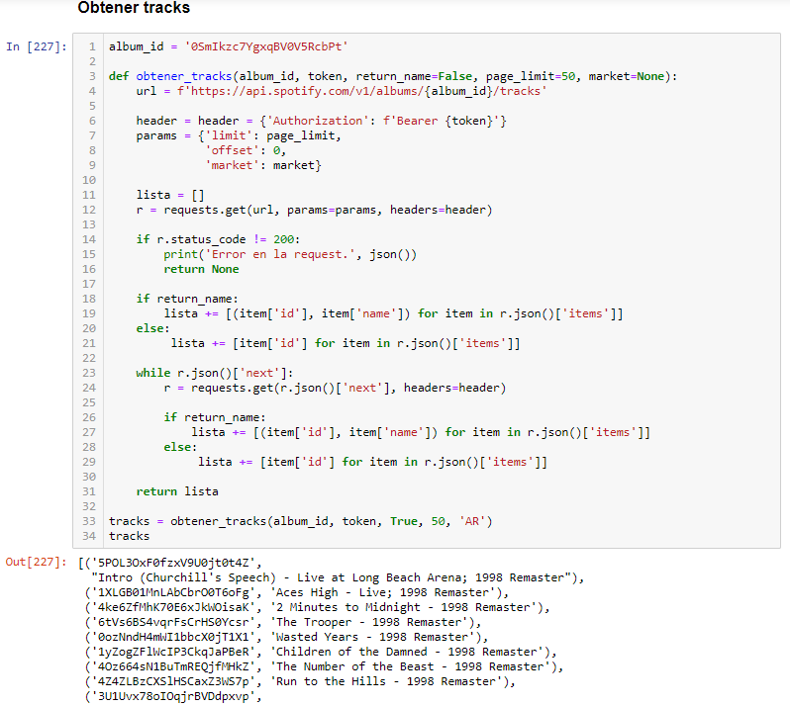 Obtener tracks
In [227]:
1 album_id = '0SmIkzc7YgxqBV0V5RcbPt'
2
3 def obtener_tracks(album_id, token, return_name=False, page_limit=50, market=None):
4     url = f'https://api.spotify.com/v1/albums/{album_id}/tracks'
5
6     header = header = {'Authorization': f'Bearer {token}'}
7     params = {'limit': page_limit,
8               'offset': 0,
9               'market': market}
10
11     lista = []
12     r = requests.get(url, params=params, headers=header)
13
14     if r.status_code != 200:
15         print('Error en la request.', json())
16         return None
17
18     if return_name:
19         lista += [(item['id'], item['name']) for item in r.json()['items']]
20     else:
21          lista += [item['id'] for item in r.json()['items']]
22
23     while r.json()['next']:
24         r = requests.get(r.json()['next'], headers=header)
25
26         if return_name:
27             lista += [(item['id'], item['name']) for item in r.json()['items']]
28         else:
29              lista += [item['id'] for item in r.json()['items']]
30
31     return lista
32
33 tracks = obtener_tracks(album_id, token, True, 50, 'AR')
34 tracks
Out[227]: [('5POL3OxF0fzxV9U0jt0t4Z',
"Intro (Churchill's Speech) - Live at Long Beach Arena; 1998 Remaster"),
('1XLGB01MnLAbCbrO0T6oFg', 'Aces High - Live; 1998 Remaster'),
('4ke6ZfMhK70E6xJkWOisaK', '2 Minutes to Midnight - 1998 Remaster'),
('6tVs6BS4vqrFsCrHS0Ycsr', 'The Trooper - 1998 Remaster'),
('0ozNndH4mWI1bbcX0jT1X1', 'Wasted Years - 1998 Remaster'),
('1yZogZFlWcIP3CkqJaPBeR', 'Children of the Damned - 1998 Remaster'),
('4Oz664sN1BuTmREQjfMHkZ', 'The Number of the Beast - 1998 Remaster'),
('4Z4ZLBzCXSlHSCaxZ3WS7p', 'Run to the Hills - 1998 Remaster'),
('3U1Uvx78oIOqjrBVDdpxvp',